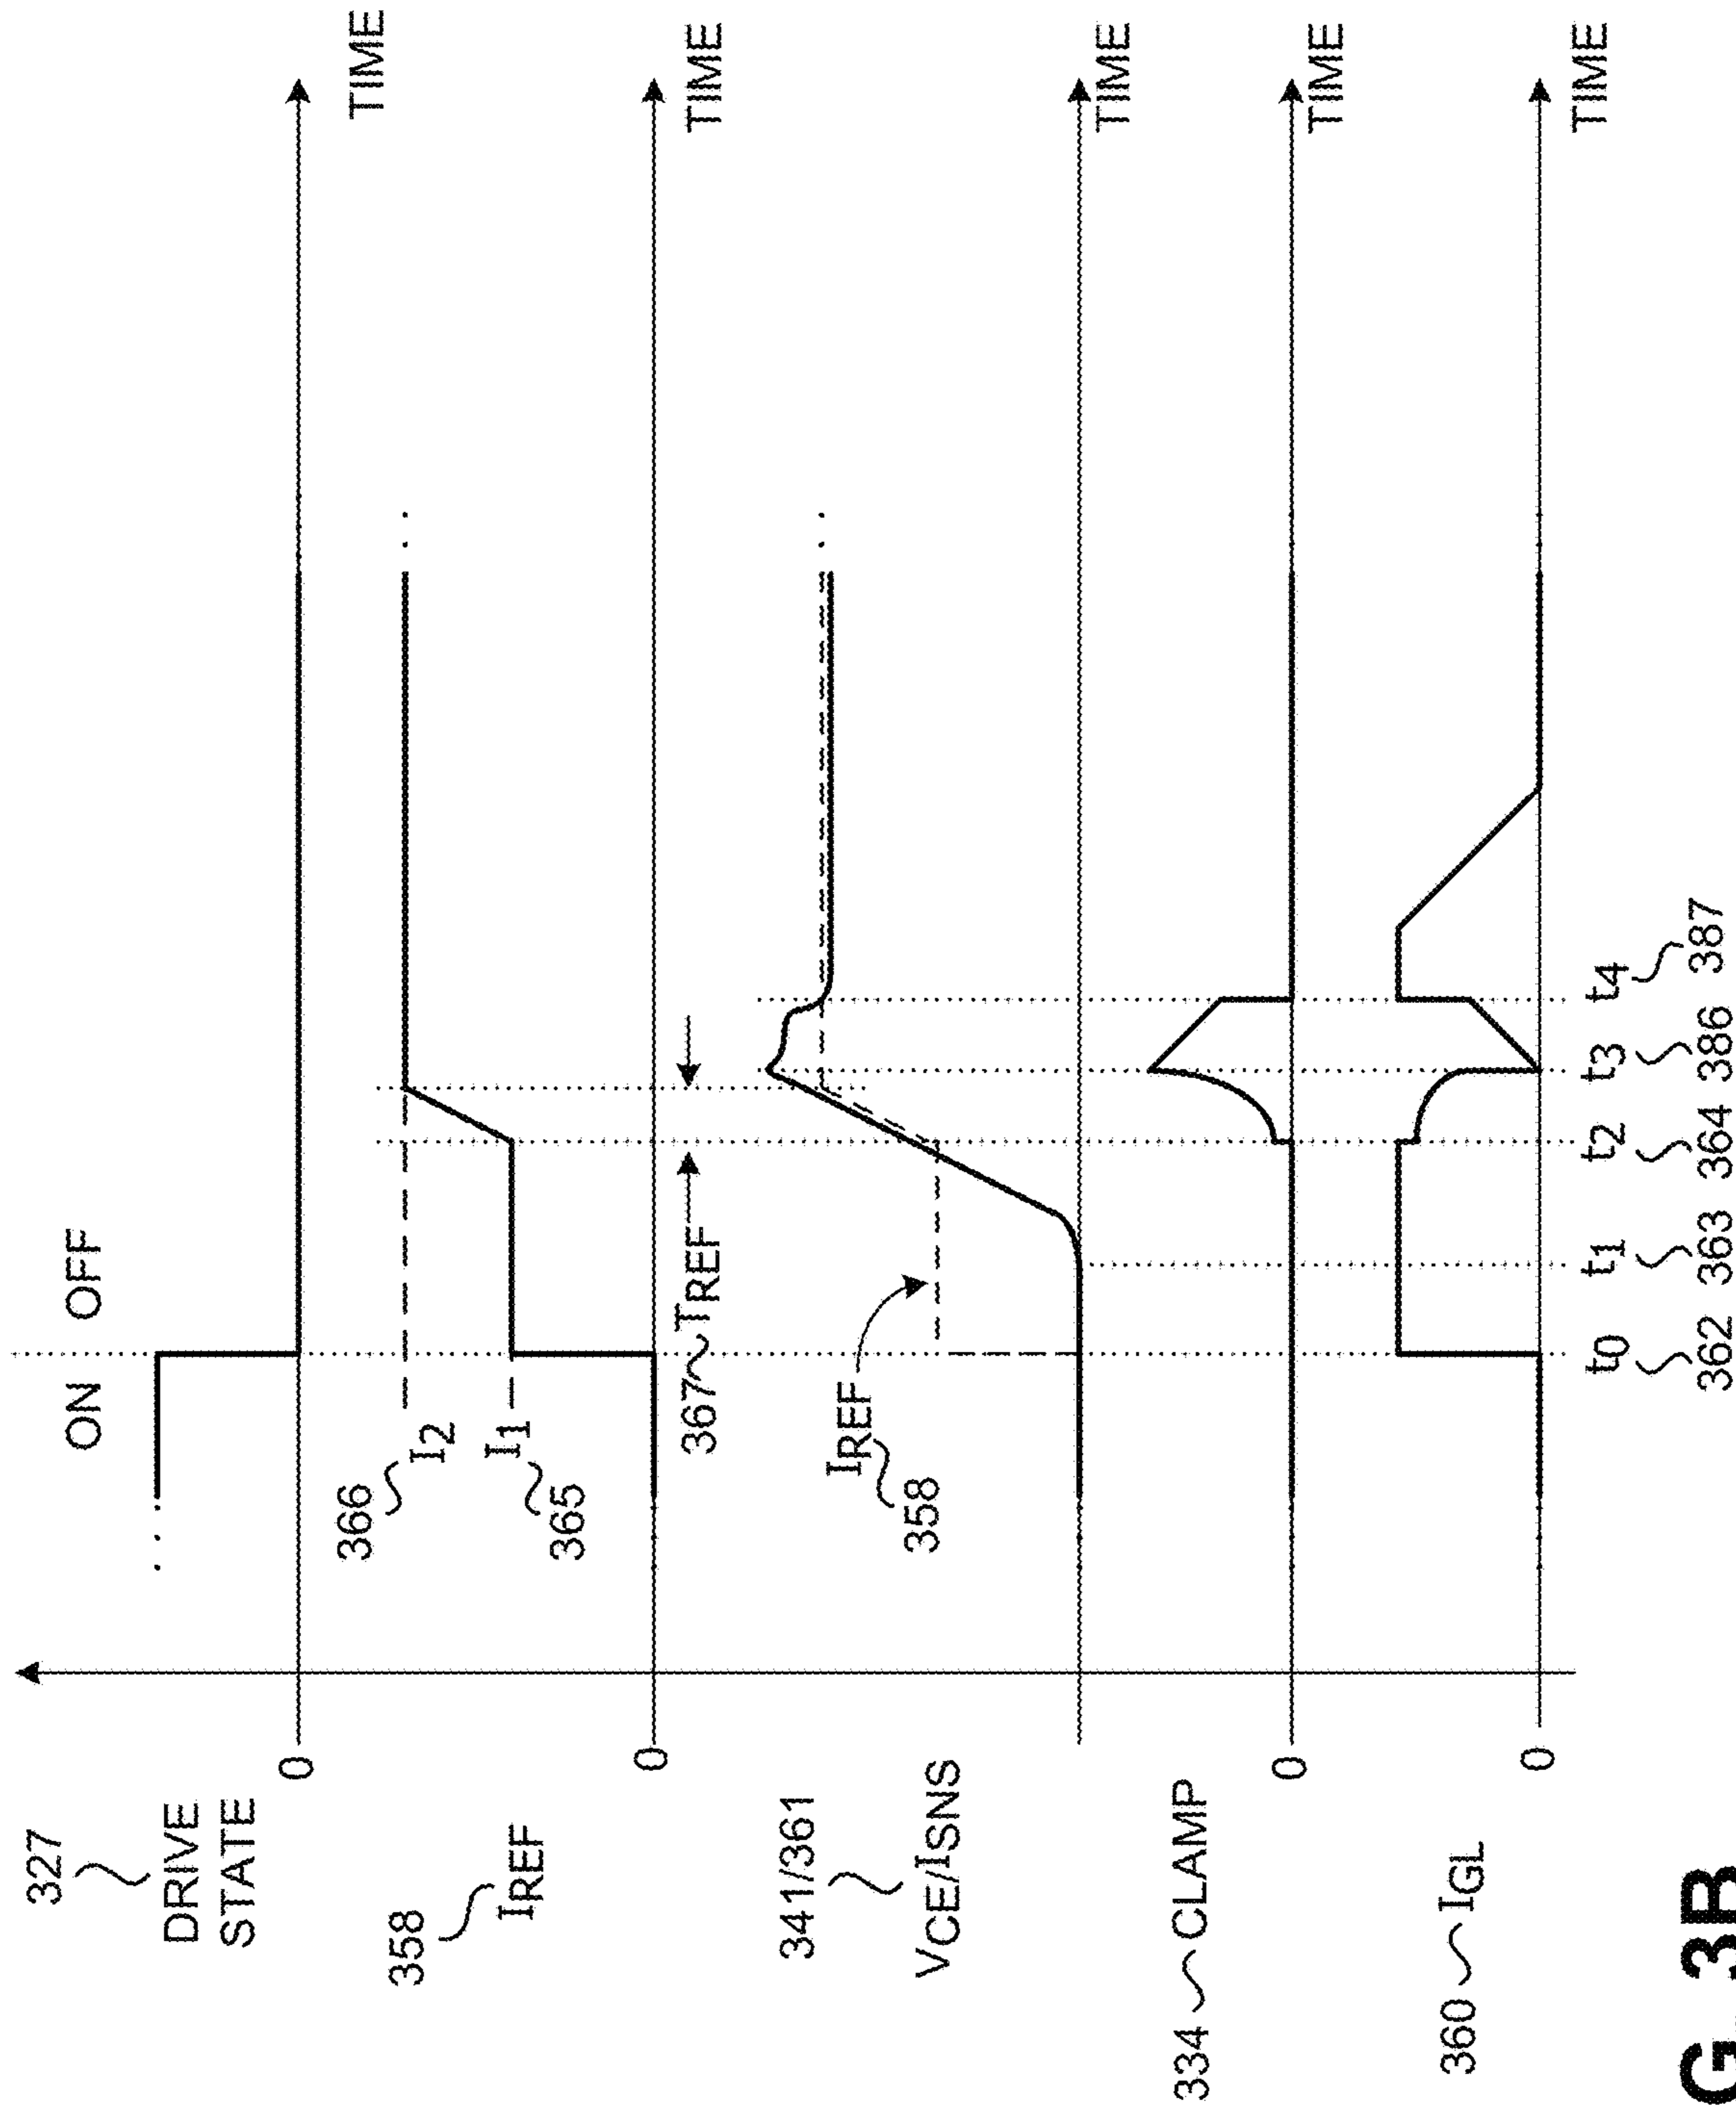 ON OFF
327
DRIVE
STATE
0
TIME
366
I2
I1
365
358
IREF
0
TIME
367 TREF
IREF
358
341/361
VCE/ISNS
TIME
334 CLAMP
0
TIME
360 IGL
0
TIME
t0 t1 t2 t3 t4
362 363 364 386 387
G. 3B